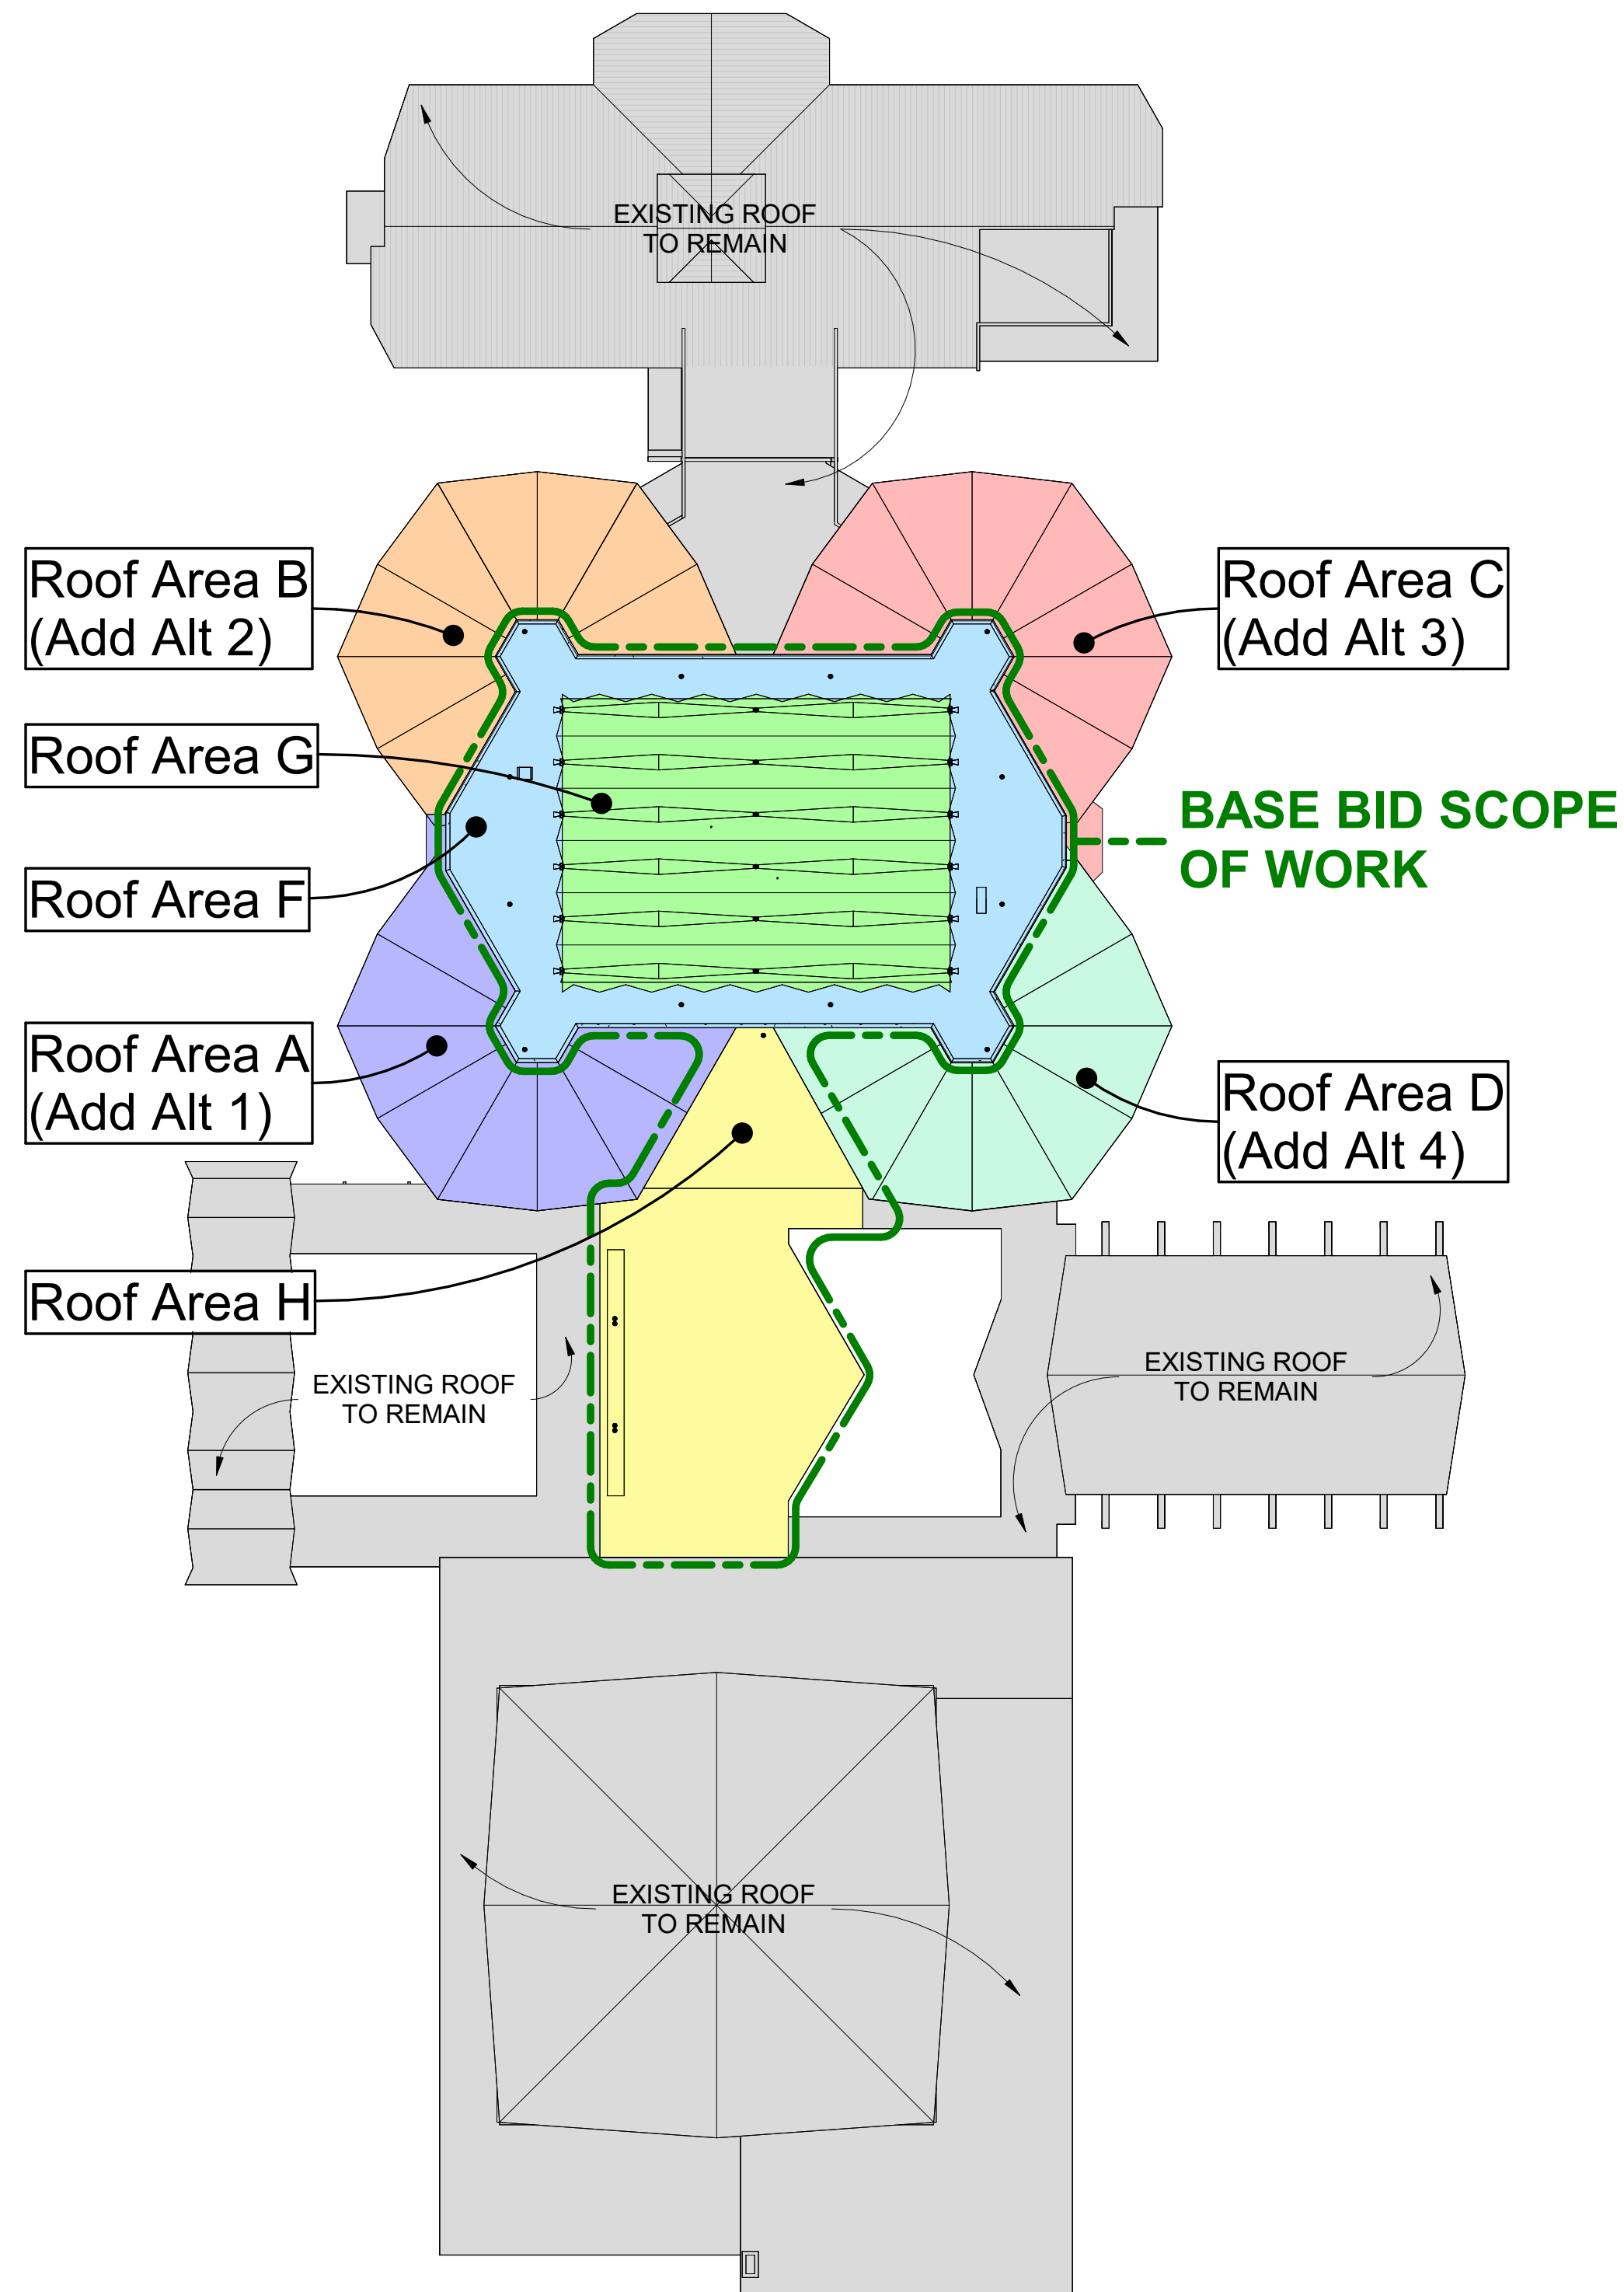 EXISTING ROOF
TO REMAIN
Roof Area B
(Add Alt 2)
Roof Area C
(Add Alt 3)
Roof Area G
BASE BID SCOPE
OF WORK
Roof Area F
Roof Area A
(Add Alt 1)
Roof Area D
(Add Alt 4)
Roof Area H
EXISTING ROOF
TO REMAIN
EXISTING ROOF
TO REMAIN
EXISTING ROOF
TO REMAIN